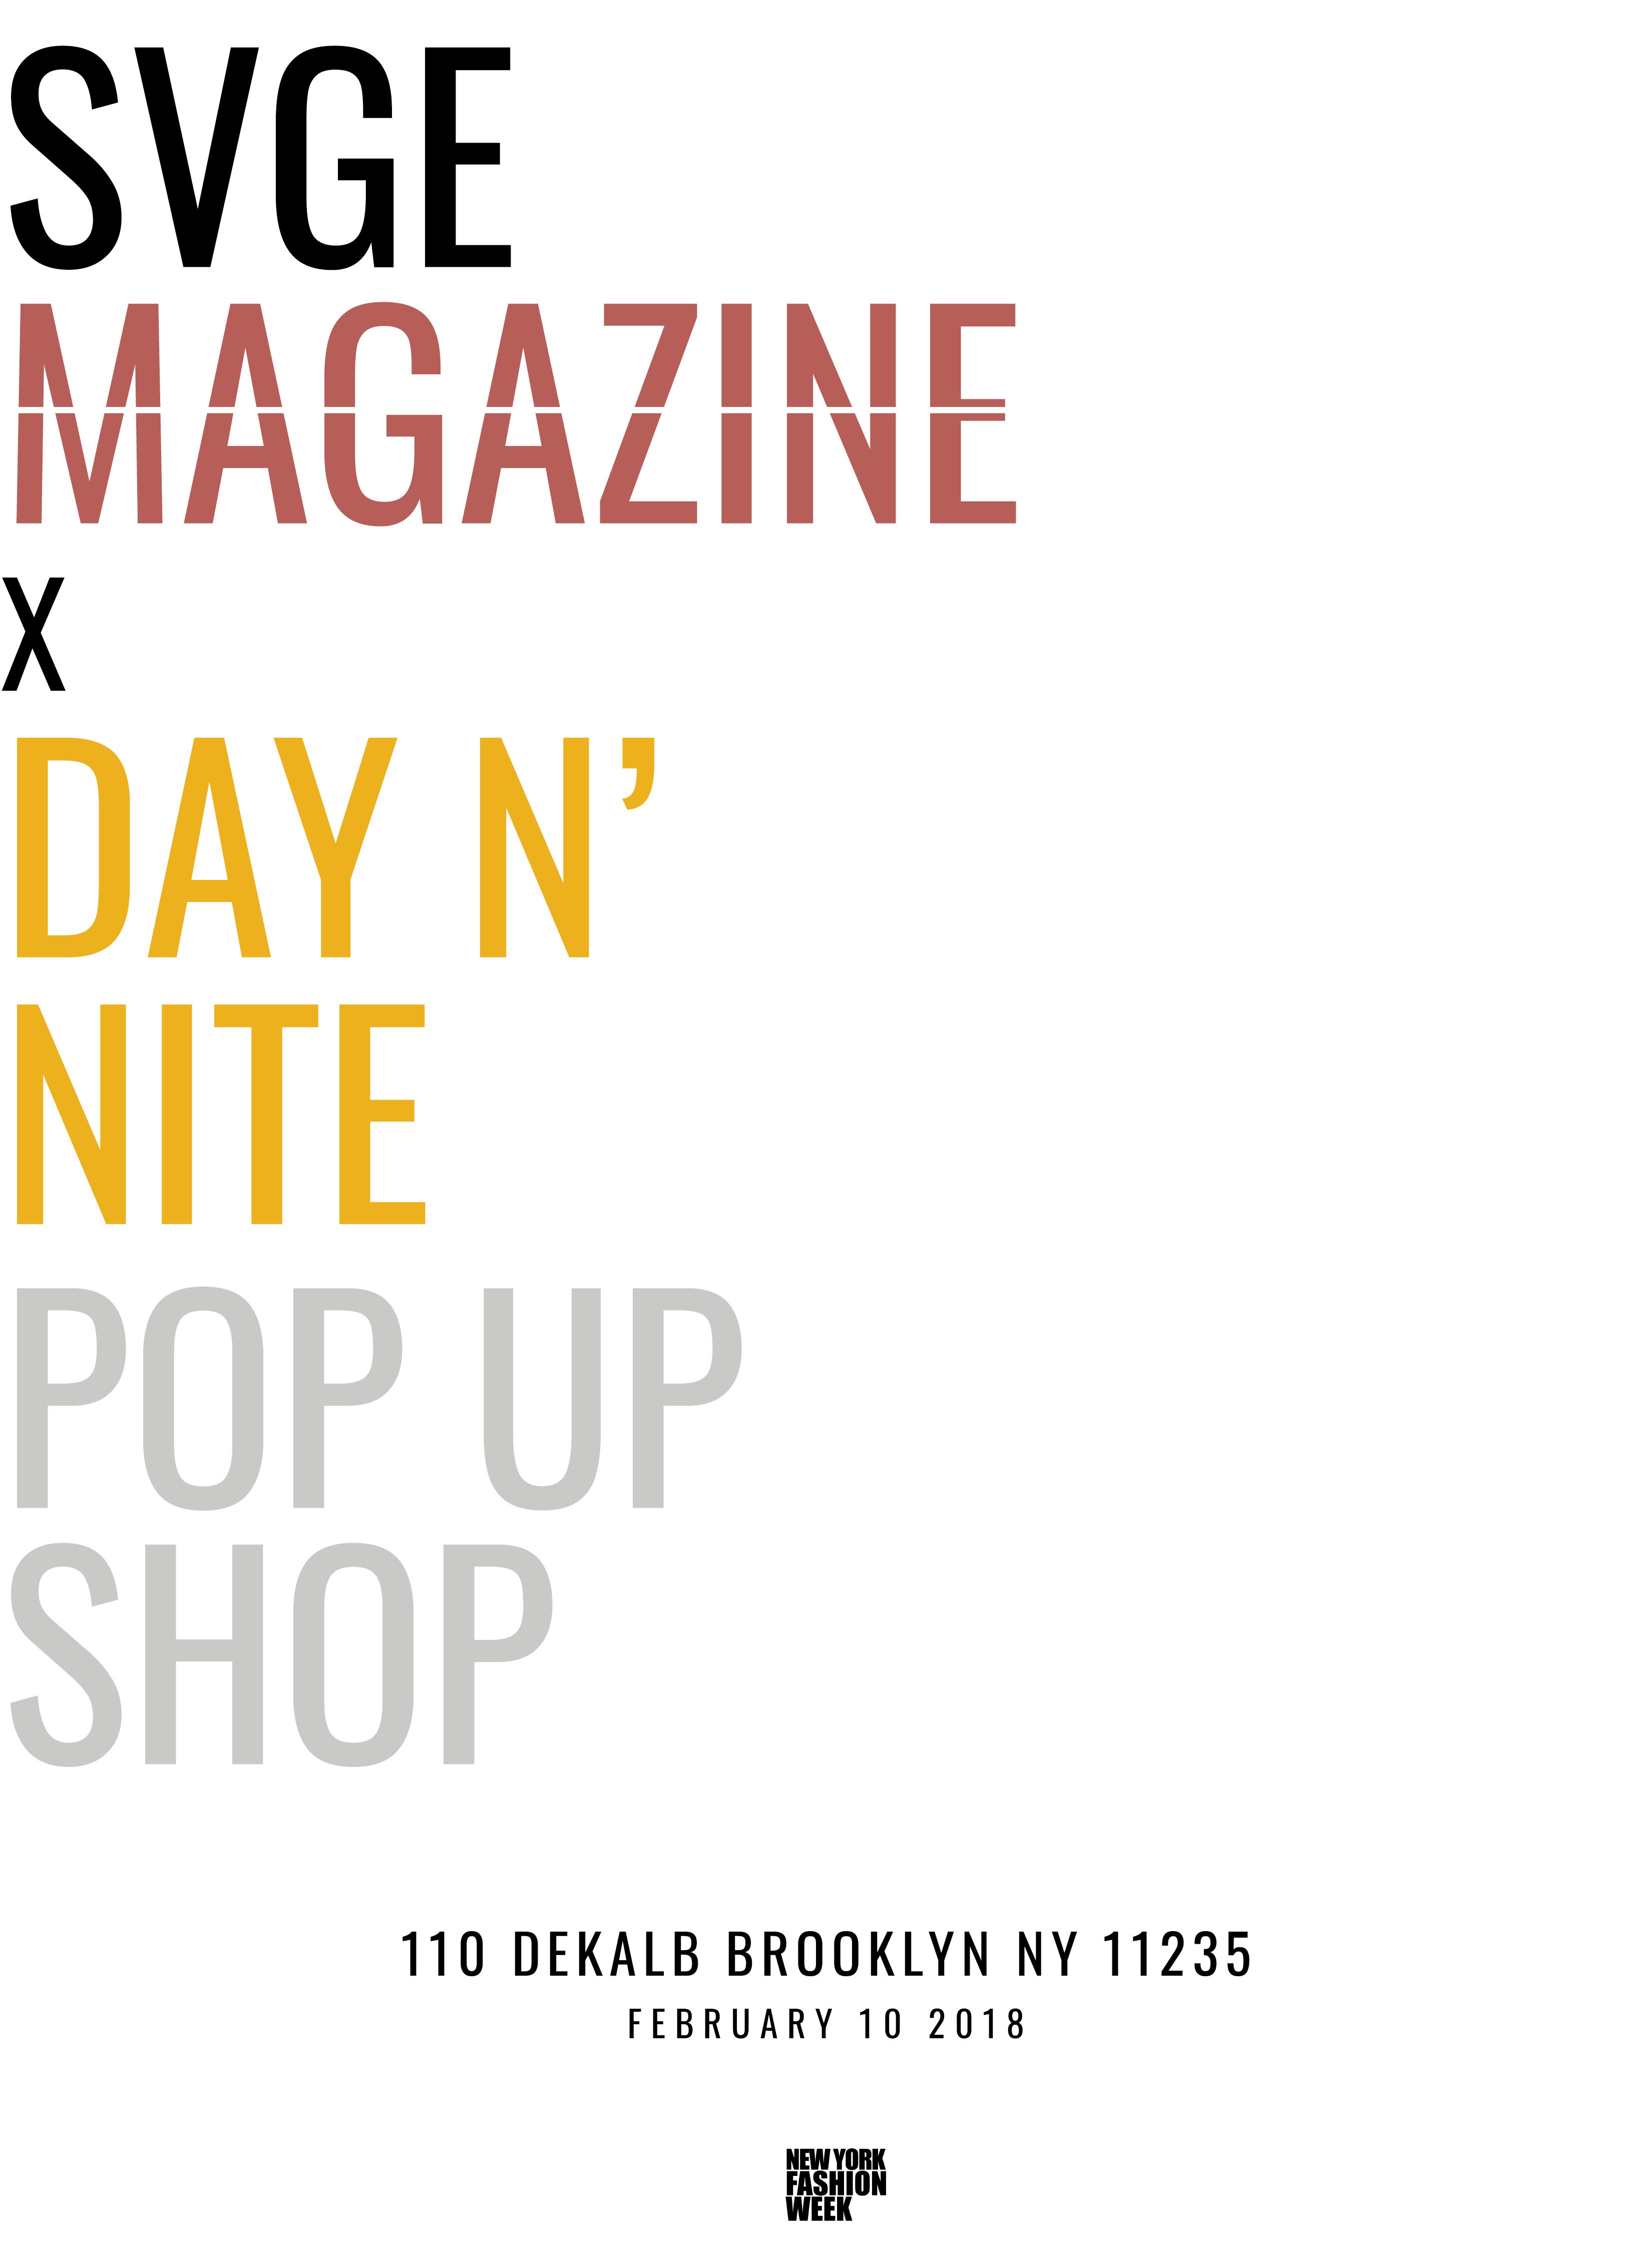 SVGE
MAGAZINE
X
DAY N’
NITE
POP UP
SHOP
110 DEKALB BROOKLYN NY 11235
FEBRUARY 10 2018
NEW YORK
FASHION
WEEK